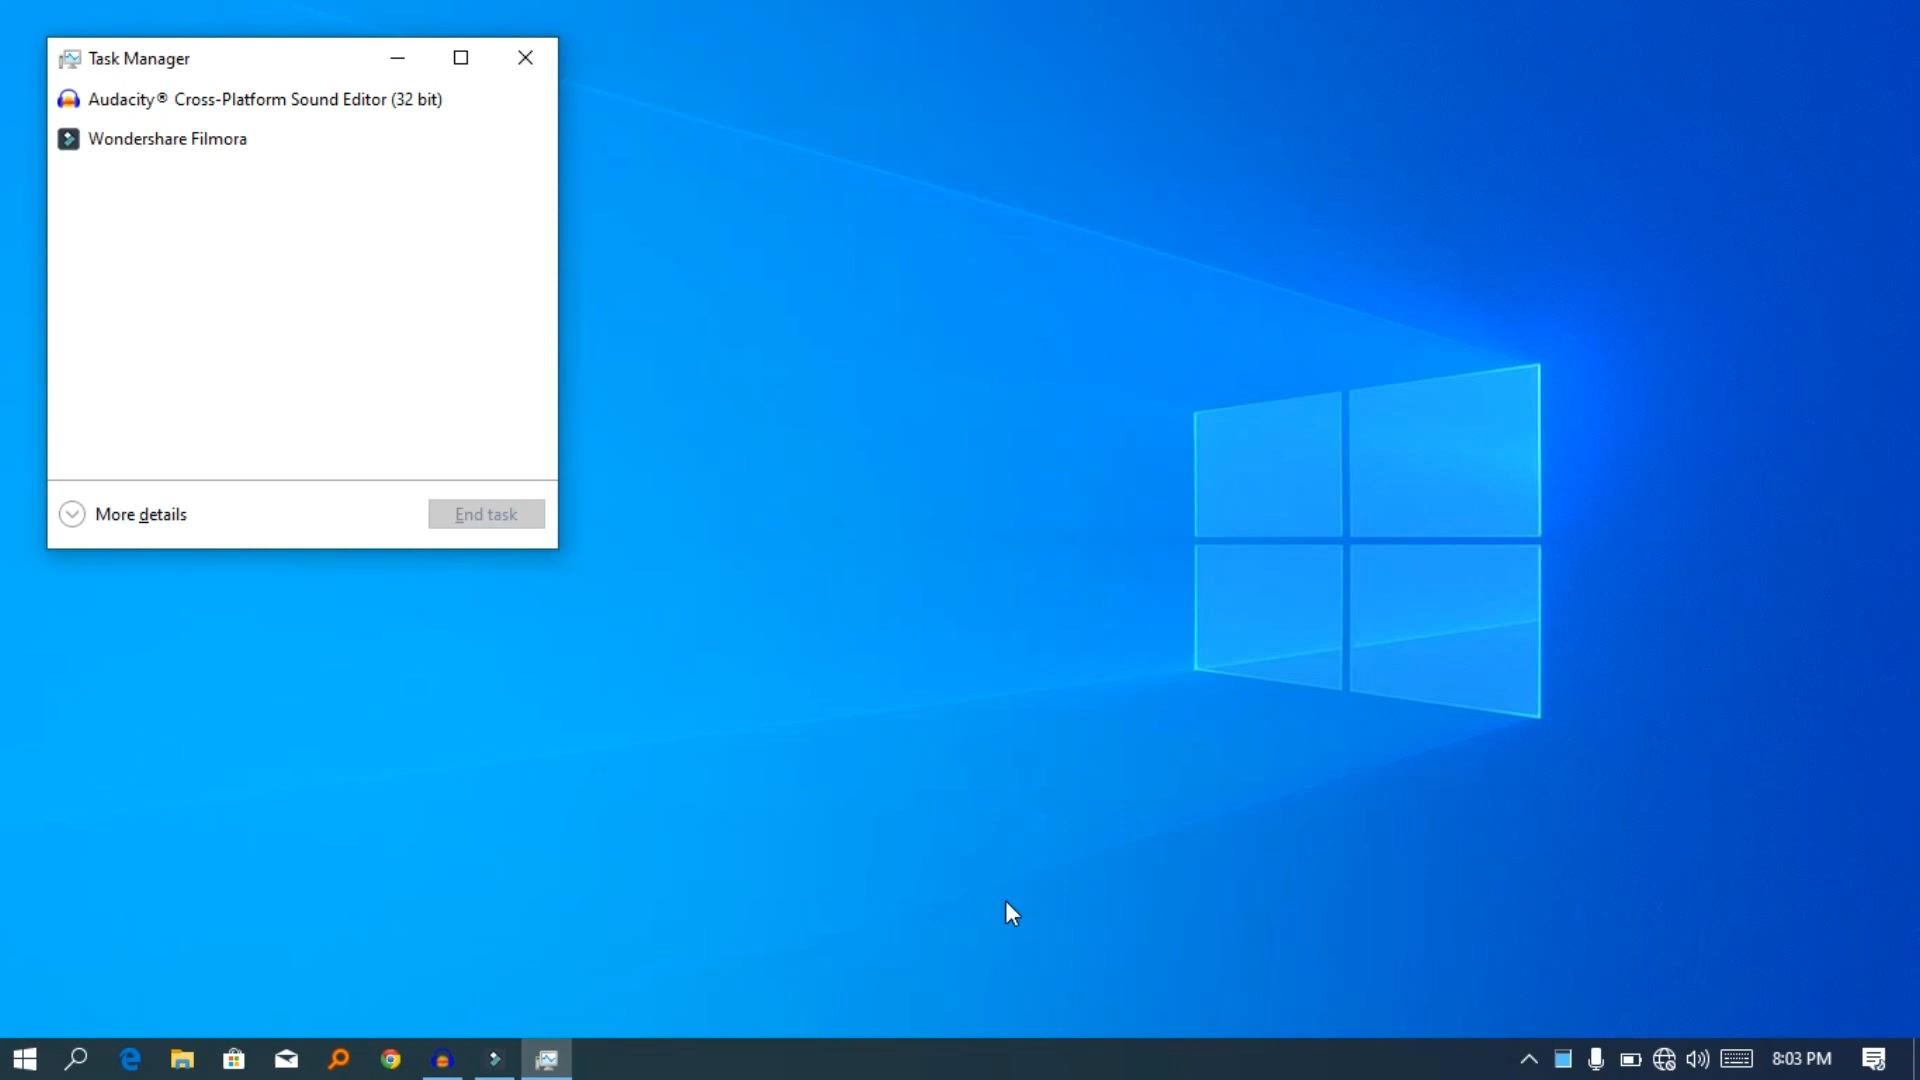 Task Manager
Audacity® Cross-Platform Sound Editor (32 bit)
Wondershare Filmora
More details
End task
8:03 PM